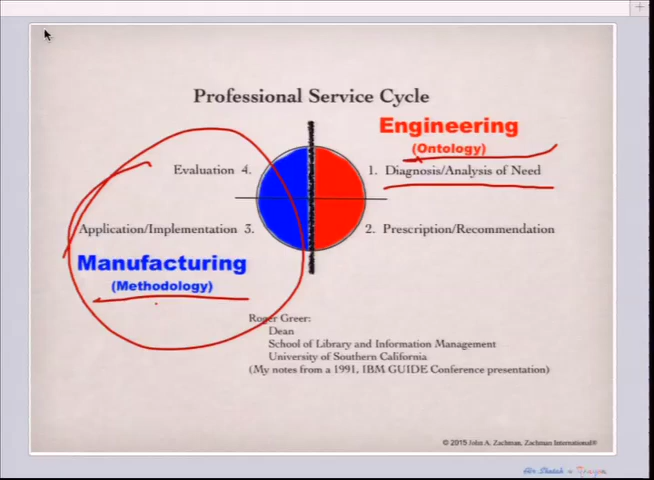 Professional Service Cycle
Engineering
(Ontology)
Evaluation 4.
1. Diagnosis/Analysis of Need
Application/Implementation 3.
2. Prescription/Recommendation
Manufacturing
(Methodology)
Roger Greer:
Dean
School of Library and Information Management
University of Southern California
(My notes from a 1991, IBM GUIDE Conference presentation)
© 2015 John A. Zachman, Zachman International®